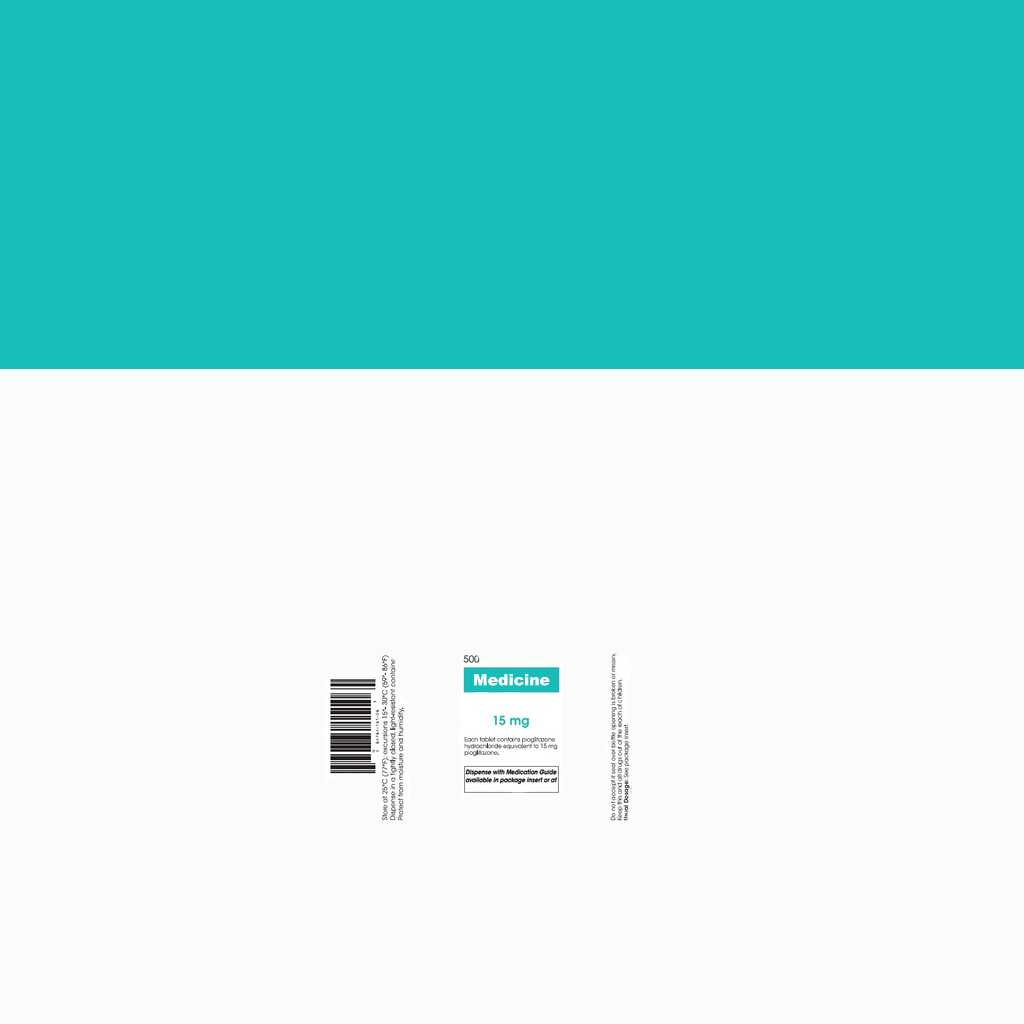 Store at 25°C (77°F); excursions 15°- 30°C (59°- 86°F)
Dispense in a tightly closed, light-resistant containe
Protect from moisture and humidity.
500
Medicine
15 mg
Each tablet contains pioglitazone
hydrochloride equivalent to 15 mg
pioglitazone.
Dispense with Medication Guide
available in package insert or at
Do not accept if seal over bottle opening is broken or missin
Keep this and all drugs out of the reach of children.
Usual Dosage: See package insert.